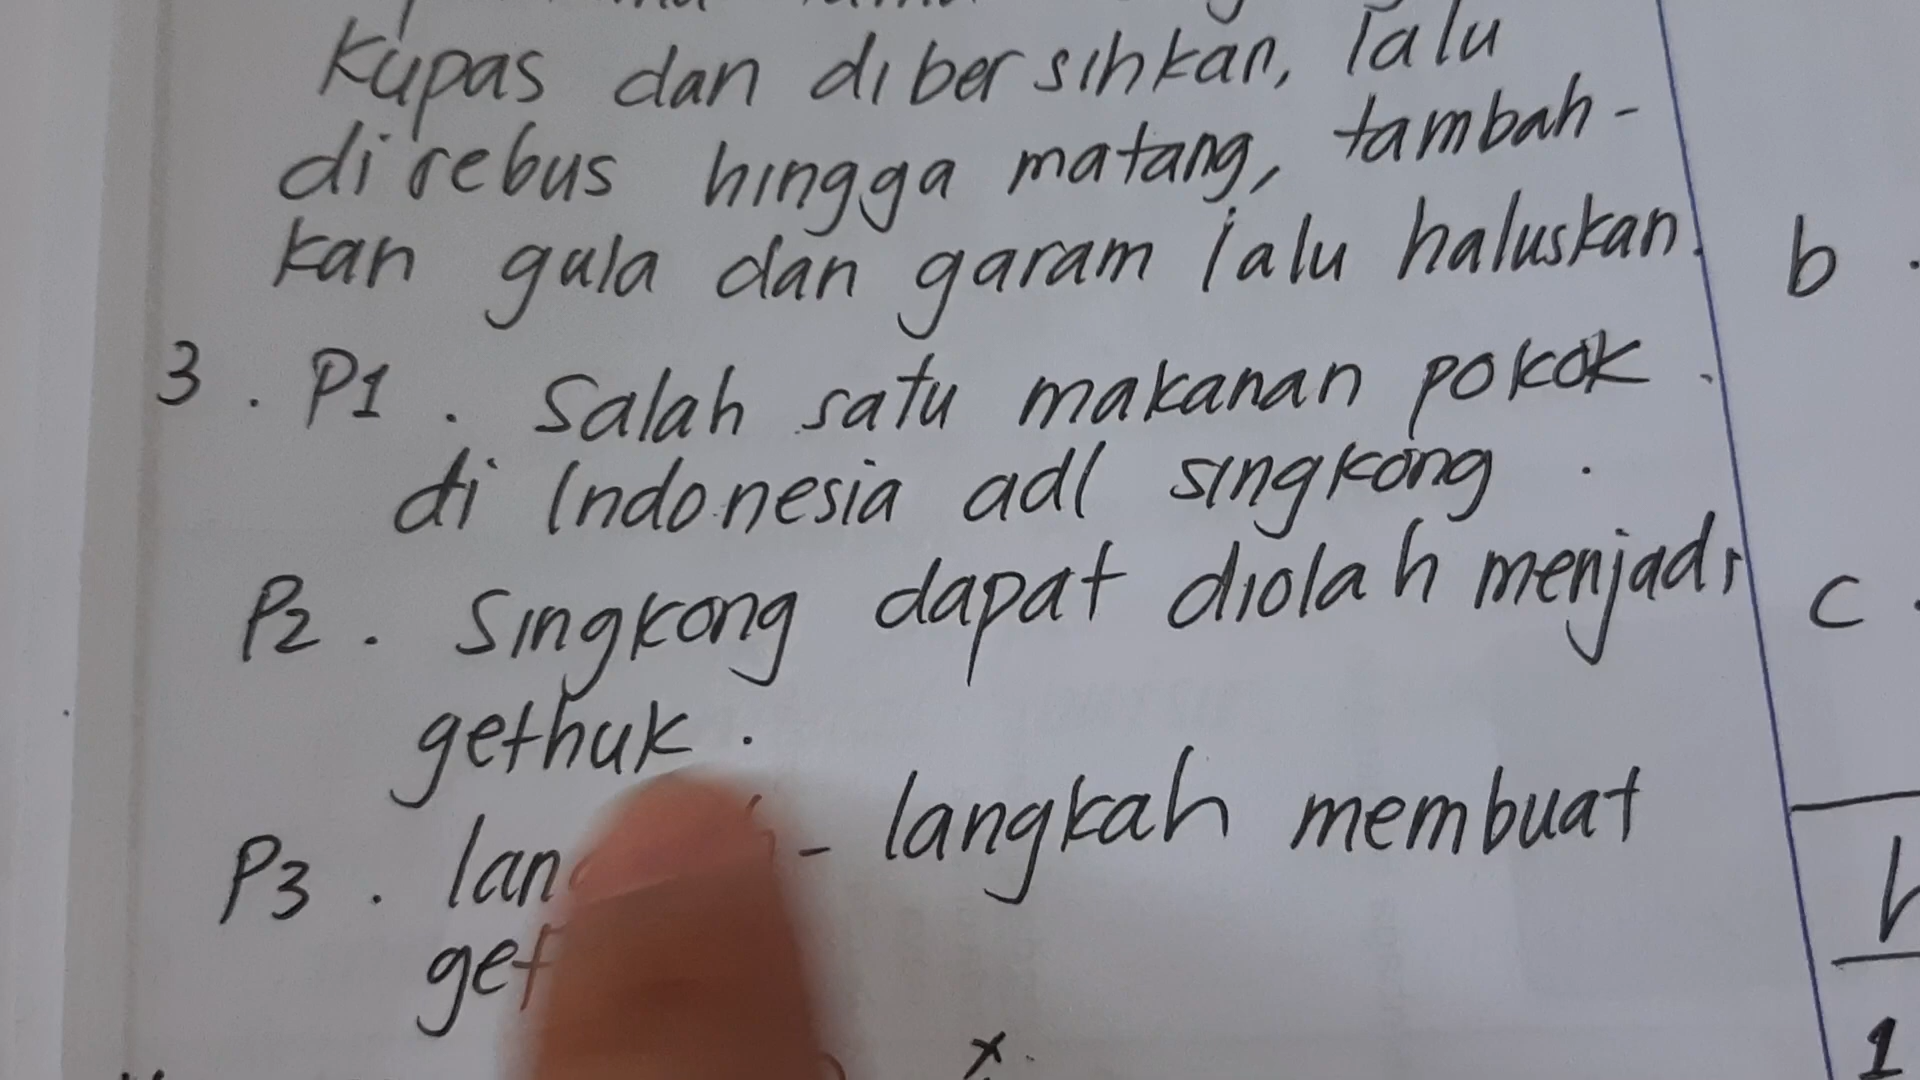 kupas dan dibersihkan, lalu
direbus hingga matang, tambah-
kan gula dan garam lalu haluskan.
3. P1. Salah satu makanan pokok
di Indonesia adl singkong.
P2. Singkong dapat diolah menjadi
gethuk.
P3. - langkah membuat
b.
c.
1